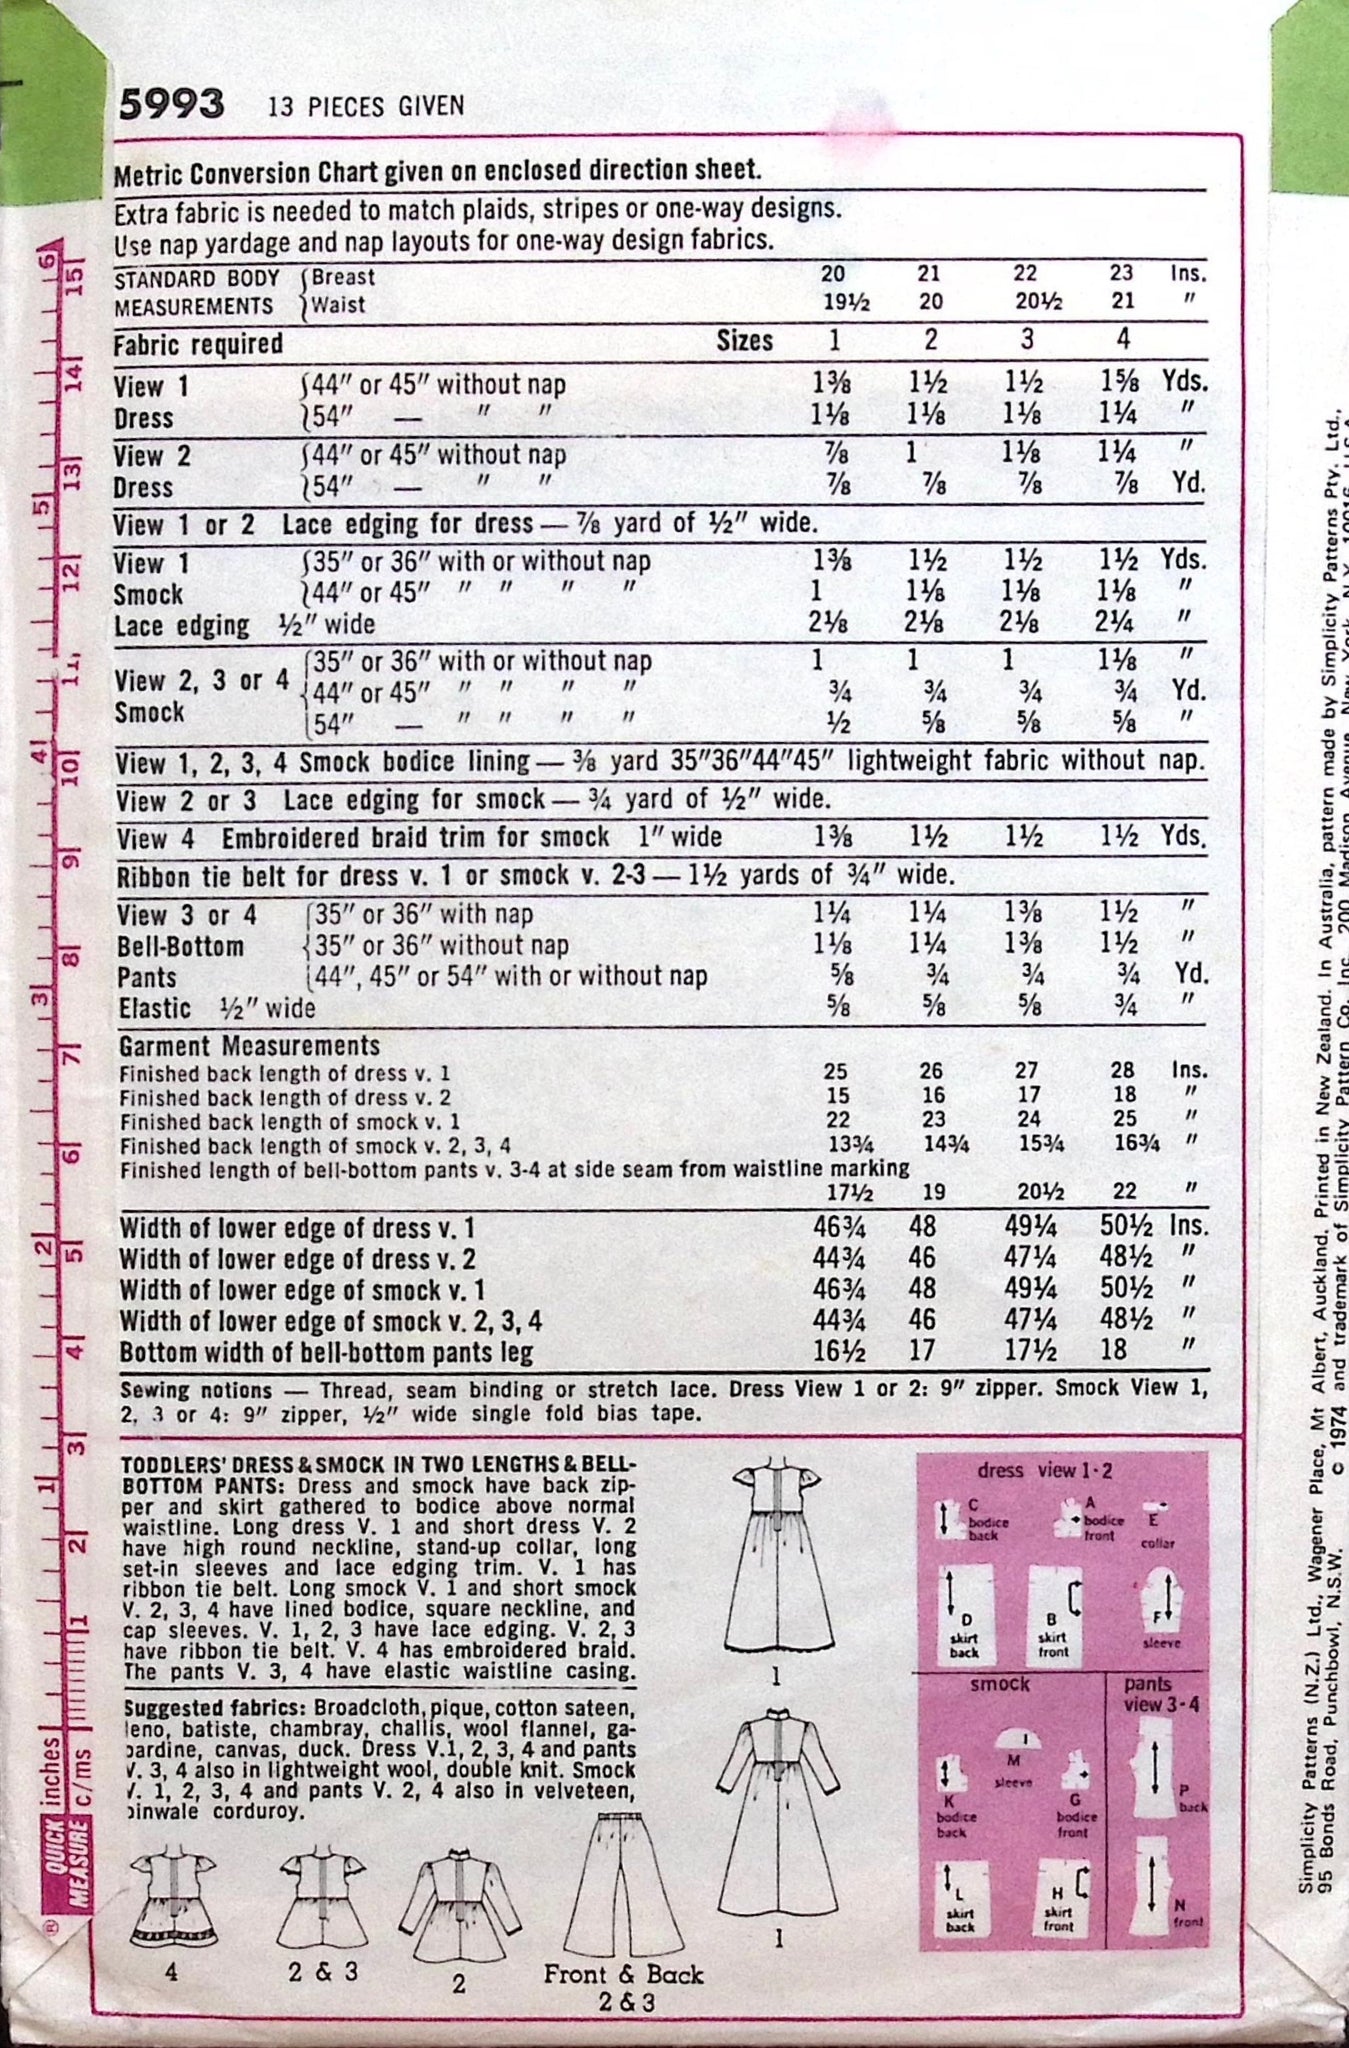 5993 13 PIECES GIVEN
Metric Conversion Chart given on enclosed direction sheet.
Extra fabric is needed to match plaids, stripes or one-way designs.
Use nap yardage and nap layouts for one-way design fabrics.
STANDARD BODY { Breast 20 21 22 23 Ins.
MEASUREMENTS } Waist 19½ 20 20½ 21 "
Fabric required Sizes 1 2 3 4
View 1 {44" or 45" without nap 1⅜ 1½ 1½ 1⅝ Yds.
Dress {54" — " " 1⅛ 1⅛ 1⅛ 1¼ "
View 2 {44" or 45" without nap ⅞ 1 1⅛ 1¼ "
Dress {54" — " " ⅞ ⅞ ⅞ ⅞ Yd.
View 1 or 2 Lace edging for dress — ⅞ yard of ½" wide.
View 1 {35" or 36" with or without nap 1⅜ 1½ 1½ 1½ Yds.
Smock {44" or 45" " " " " 1 1⅛ 1⅛ 1⅛ "
Lace edging ½" wide 2⅛ 2⅛ 2⅛ 2¼ "
{35" or 36" with or without nap 1 1 1 1⅛ "
View 2, 3 or 4 {44" or 45" " " " " ¾ ¾ ¾ ¾ Yd.
Smock {54" — " " " " ½ ⅝ ⅝ ⅝ "
View 1, 2, 3, 4 Smock bodice lining — ⅜ yard 35"36"44"45" lightweight fabric without nap.
View 2 or 3 Lace edging for smock — ¾ yard of ½" wide.
View 4 Embroidered braid trim for smock 1" wide 1⅜ 1½ 1½ 1½ Yds.
Ribbon tie belt for dress v. 1 or smock v. 2-3 — 1½ yards of ¾" wide.
View 3 or 4 {35" or 36" with nap 1¼ 1¼ 1⅜ 1½ "
Bell-Bottom {35" or 36" without nap 1⅛ 1¼ 1⅜ 1½ "
Pants {44", 45" or 54" with or without nap ⅝ ¾ ¾ ¾ Yd.
Elastic ½" wide ⅝ ⅝ ⅝ ¾ "
Garment Measurements
Finished back length of dress v. 1 25 26 27 28 Ins.
Finished back length of dress v. 2 15 16 17 18 "
Finished back length of smock v. 1 22 23 24 25 "
Finished back length of smock v. 2, 3, 4 13¾ 14¾ 15¾ 16¾ "
Finished length of bell-bottom pants v. 3-4 at side seam from waistline marking
17½ 19 20½ 22 "
Width of lower edge of dress v. 1 46¾ 48 49¼ 50½ Ins.
Width of lower edge of dress v. 2 44¾ 46 47¼ 48½ "
Width of lower edge of smock v. 1 46¾ 48 49¼ 50½ "
Width of lower edge of smock v. 2, 3, 4 44¾ 46 47¼ 48½ "
Bottom width of bell-bottom pants leg 16½ 17 17½ 18 "
Sewing notions — Thread, seam binding or stretch lace. Dress View 1 or 2: 9" zipper. Smock View 1,
2, 3 or 4: 9" zipper, ½" wide single fold bias tape.
TODDLERS' DRESS & SMOCK IN TWO LENGTHS & BELL-
BOTTOM PANTS: Dress and smock have back zip-
per and skirt gathered to bodice above normal
waistline. Long dress V. 1 and short dress V. 2
have high round neckline, stand-up collar, long
set-in sleeves and lace edging trim. V. 1 has
ribbon tie belt. Long smock V. 1 and short smock
V. 2, 3, 4 have lined bodice, square neckline, and
cap sleeves. V. 1, 2, 3 have lace edging. V. 2, 3
have ribbon tie belt. V. 4 has embroidered braid.
The pants V. 3, 4 have elastic waistline casing.
Suggested fabrics: Broadcloth, pique, cotton sateen,
leno, batiste, chambray, challis, wool flannel, ga-
bardine, canvas, duck. Dress V.1, 2, 3, 4 and pants
V. 3, 4 also in lightweight wool, double knit. Smock
V. 1, 2, 3, 4 and pants V. 2, 4 also in velveteen,
pinwale corduroy.
4
2 & 3
2
Front & Back
2 & 3
1
1
dress view 1-2
C
bodice
back
A
bodice
front
E
collar
D
skirt
back
B
skirt
front
F
sleeve
smock
M
sleeve
K
bodice
back
G
bodice
front
L
skirt
back
H
skirt
front
pants
view 3-4
P
back
N
front
® QUICK MEASURE
inches 1 2 3 4 5 6
c/ms 1 2 3 4 5 6 7 8 9 10 11 12 13 14 15
Simplicity Patterns (N.Z.) Ltd., Wagener Place, Mt Albert, Auckland. Printed in New Zealand. In Australia, pattern made by Simplicity Patterns Pty. Ltd.,
95 Bonds Road, Punchbowl, N.S.W. © 1974 and trademark of Simplicity Pattern Co. Inc. 200 Madison Avenue, New York, N.Y. 10016 U.S.A.